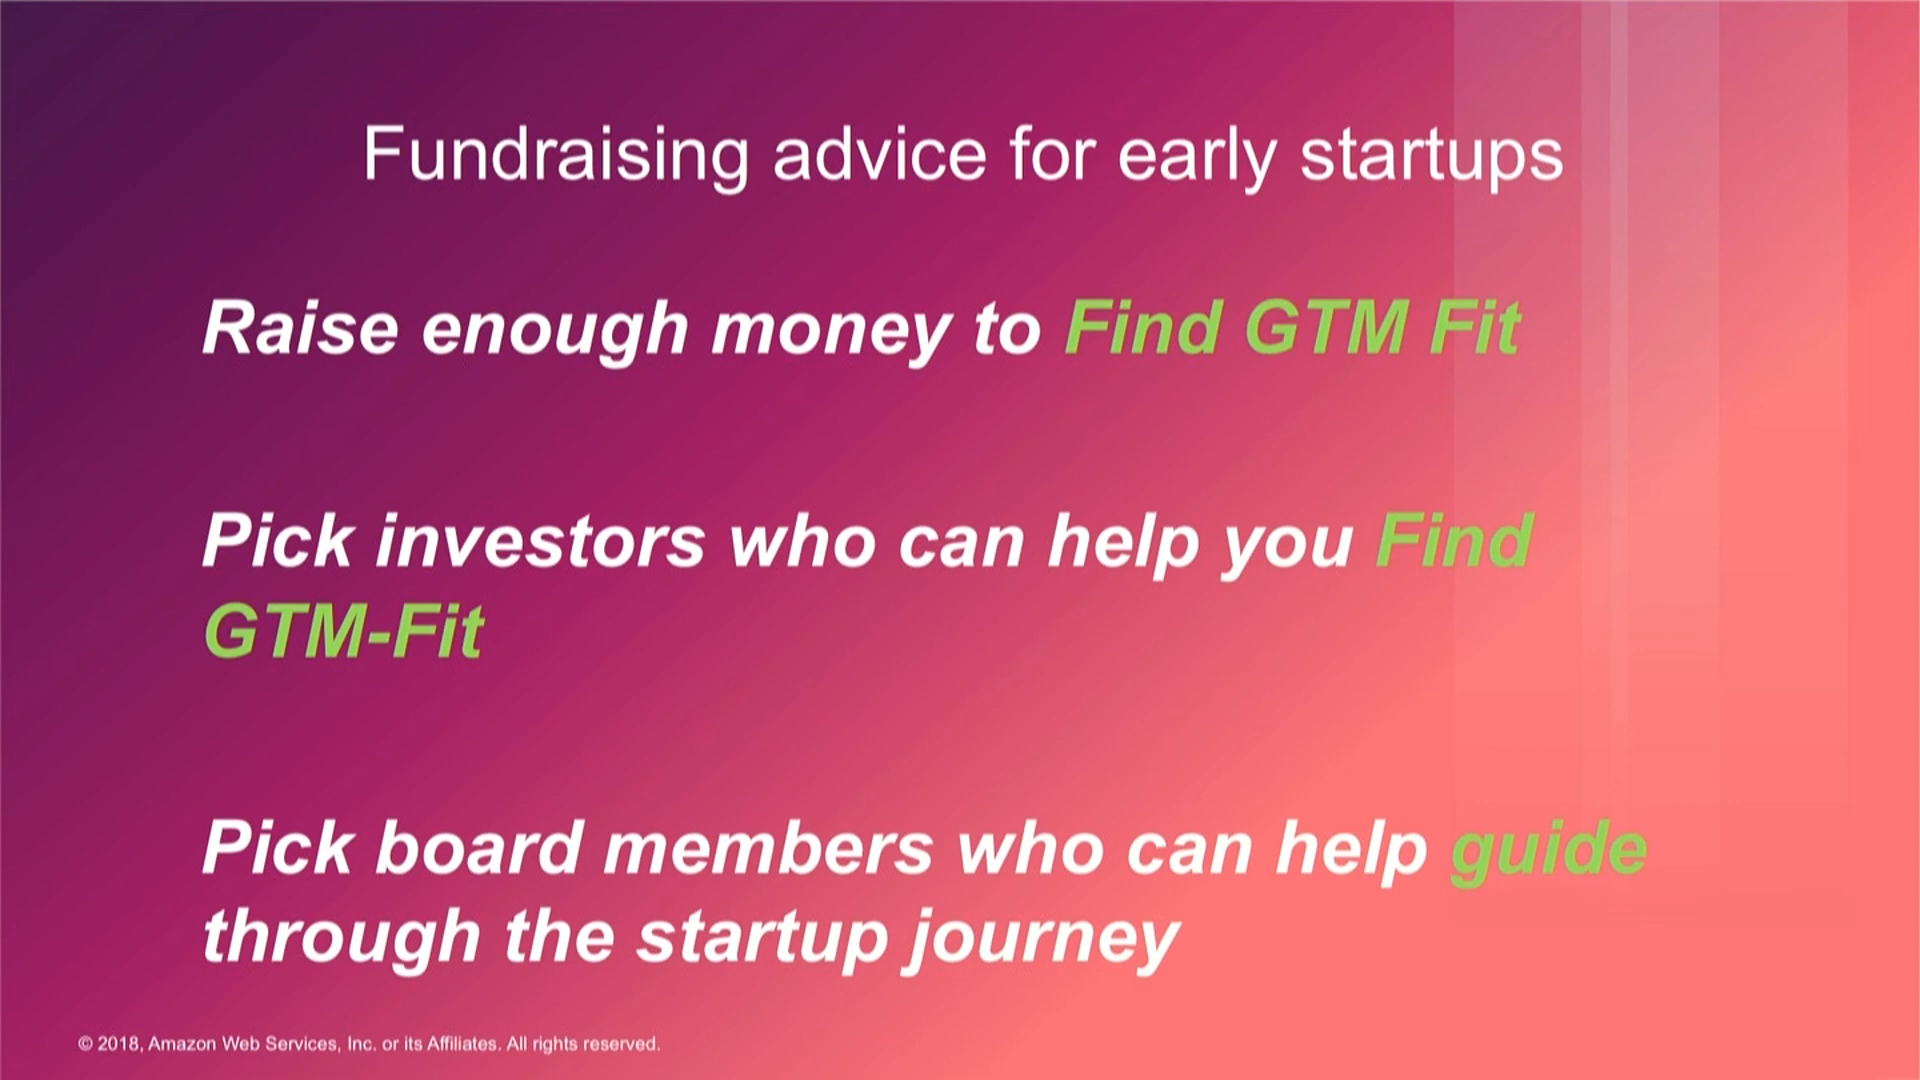 Fundraising advice for early startups
Raise enough money to Find GTM Fit
Pick investors who can help you Find
GTM-Fit
Pick board members who can help guide
through the startup journey
© 2018, Amazon Web Services, Inc. or its Affiliates. All rights reserved.